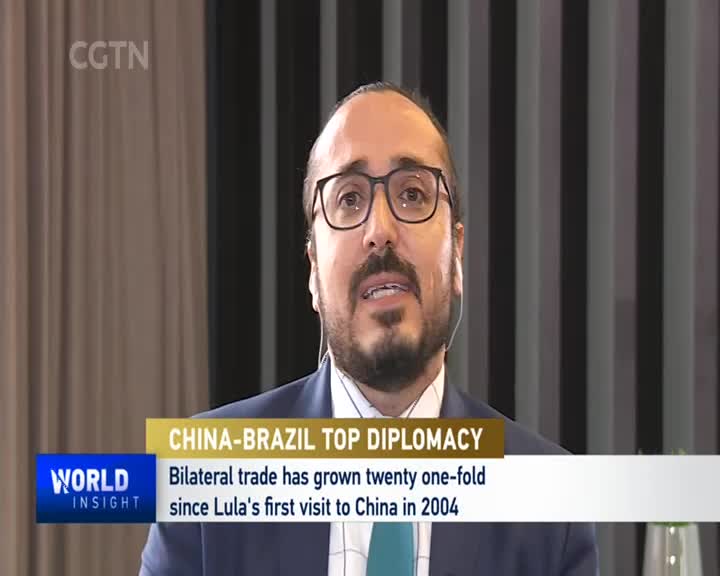 CGTN
CHINA-BRAZIL TOP DIPLOMACY
WORLD
INSIGHT
Bilateral trade has grown twenty one-fold
since Lula's first visit to China in 2004